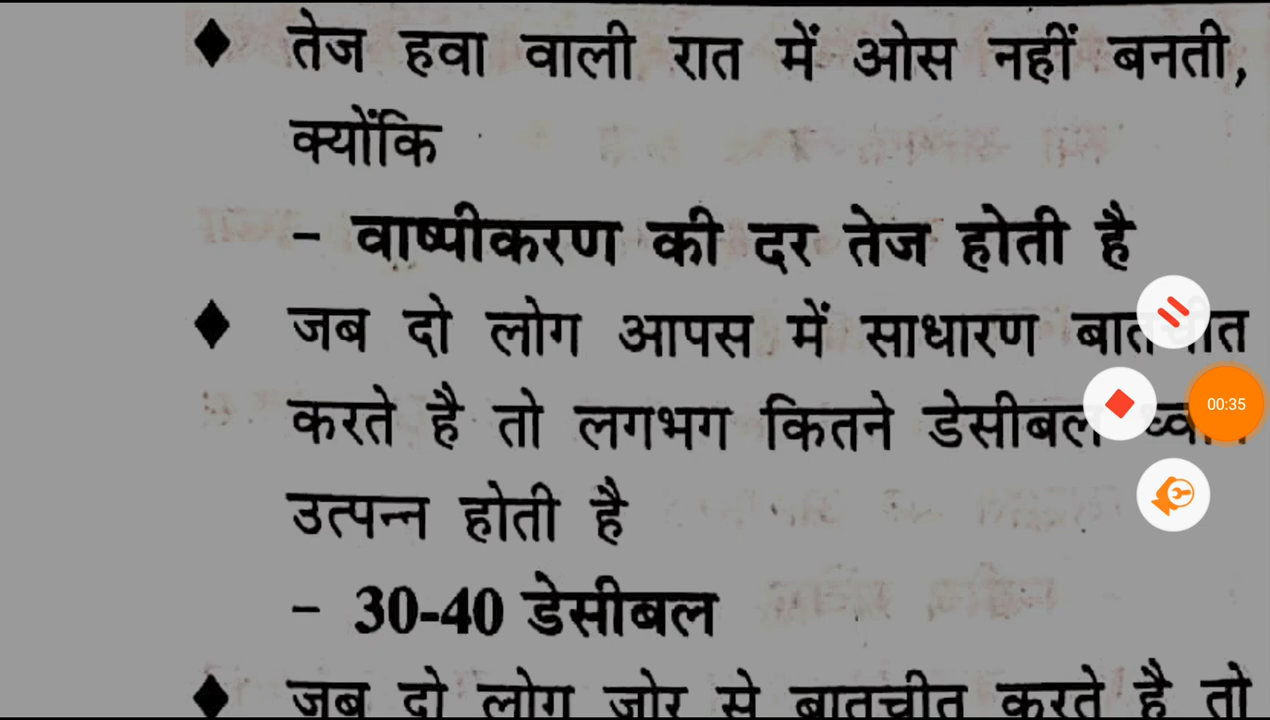 ♦ तेज हवा वाली रात में ओस नहीं बनती,
क्योंकि
– वाष्पीकरण की दर तेज होती है
♦ जब दो लोग आपस में साधारण
करते है तो लगभग कितने डेसीबल
उत्पन्न होती है
– 30-40 डेसीबल
♦ जब दो लोग जोर से बातचीत करते है तो
00:35